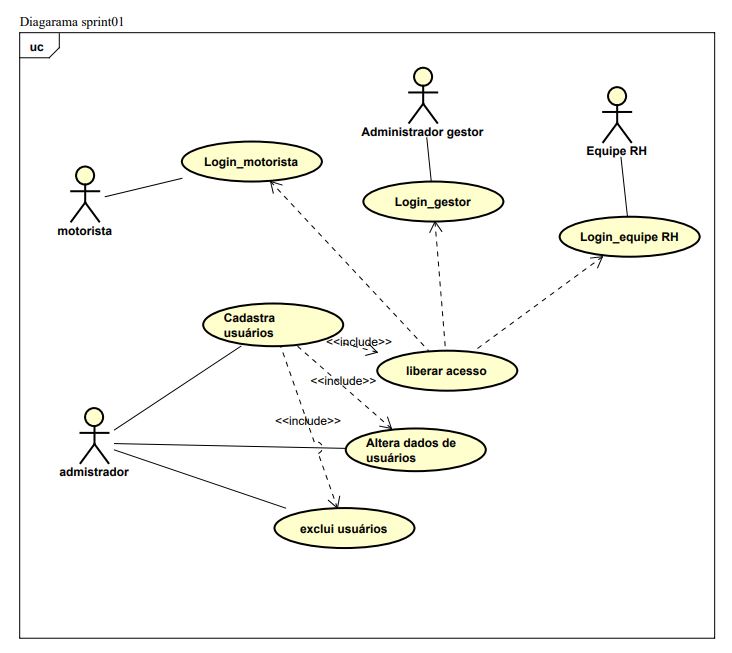 Diagarama sprint01
uc
Administrador gestor
Equipe RH
Login_motorista
motorista
Login_gestor
Login_equipe RH
Cadastra
usuários
<<include>>
liberar acesso
<<include>>
<<include>>
admistrador
Altera dados de
usuários
exclui usuários